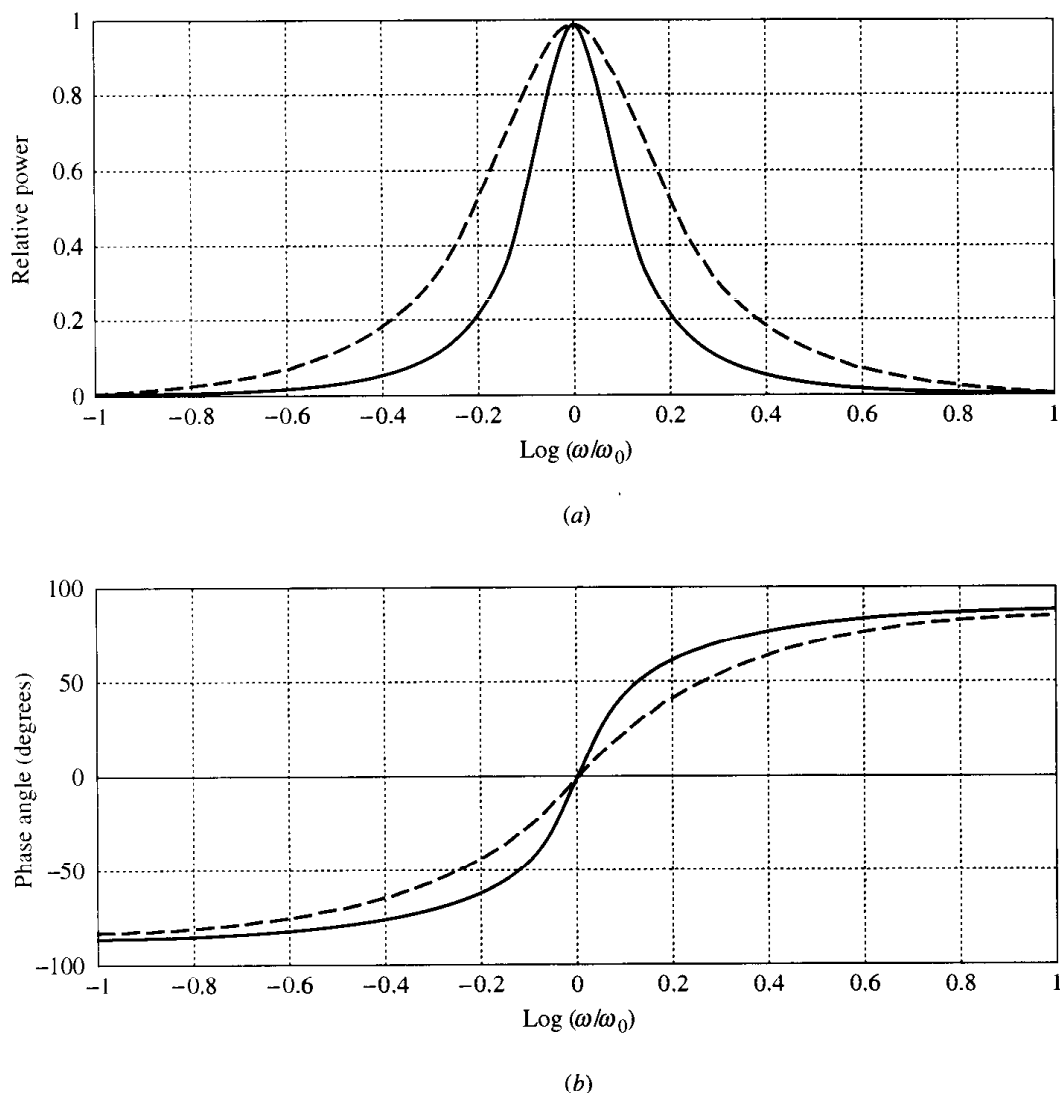 1
0.8
0.6
0.4
0.2
0
Relative power
−1 −0.8 −0.6 −0.4 −0.2 0 0.2 0.4 0.6 0.8 1
Log (ω/ω₀)
(a)
100
50
0
−50
−100
Phase angle (degrees)
−1 −0.8 −0.6 −0.4 −0.2 0 0.2 0.4 0.6 0.8 1
Log (ω/ω₀)
(b)